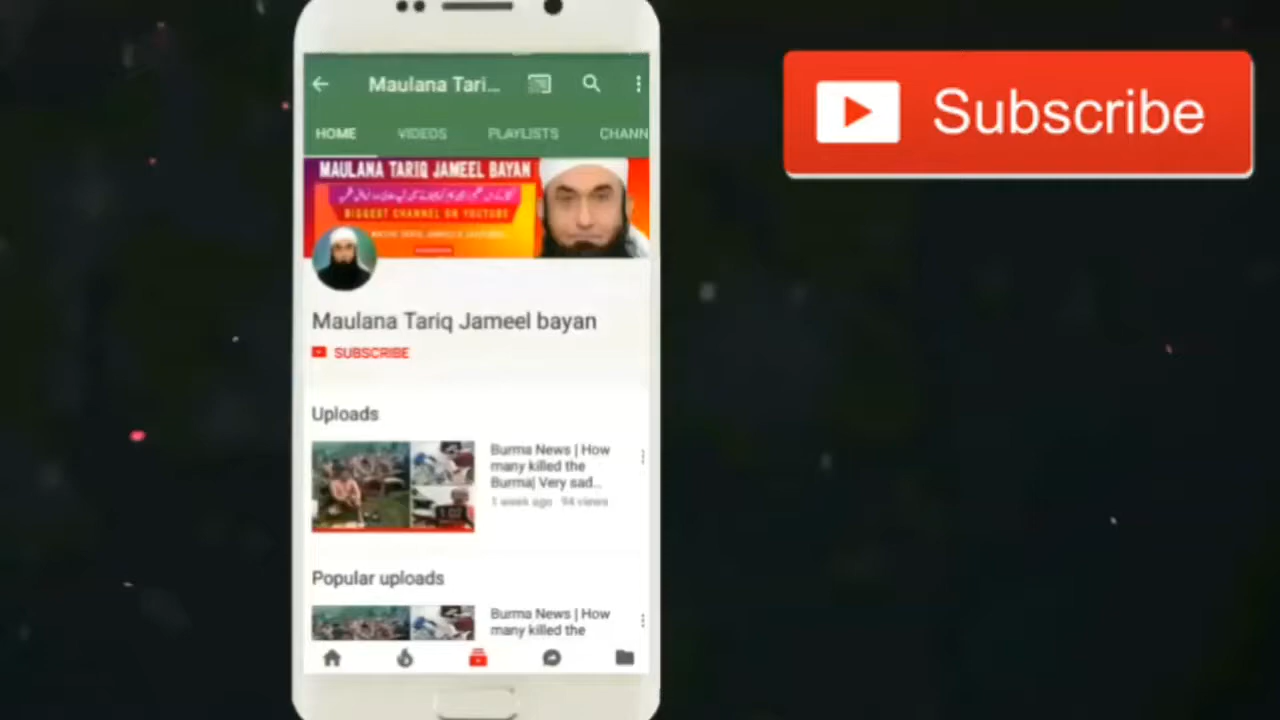 Maulana Tari...
HOME VIDEOS PLAYLISTS CHANN
MAULANA TARIQ JAMEEL BAYAN
BIGGEST CHANNEL ON YOUTUBE
Maulana Tariq Jameel bayan
SUBSCRIBE
Uploads
Burma News | How
many killed the
Burma| Very sad...
1 week ago 94 views
1:02
Popular uploads
Burma News | How
many killed the
Subscribe